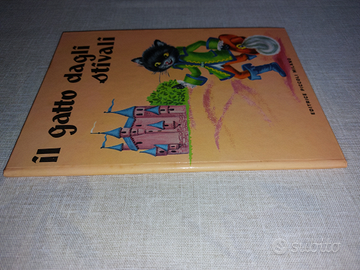 il gatto dagli
stivali
subito